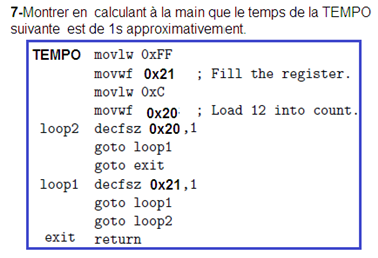 7-Montrer en calculant à la main que le temps de la TEMPO
suivante est de 1s approximativement.
TEMPO movlw 0xFF
movwf 0x21 ; Fill the register.
movlw 0xC
movwf 0x20 ; Load 12 into count.
loop2 decfsz 0x20 ,1
goto loop1
goto exit
loop1 decfsz 0x21,1
goto loop1
goto loop2
exit return